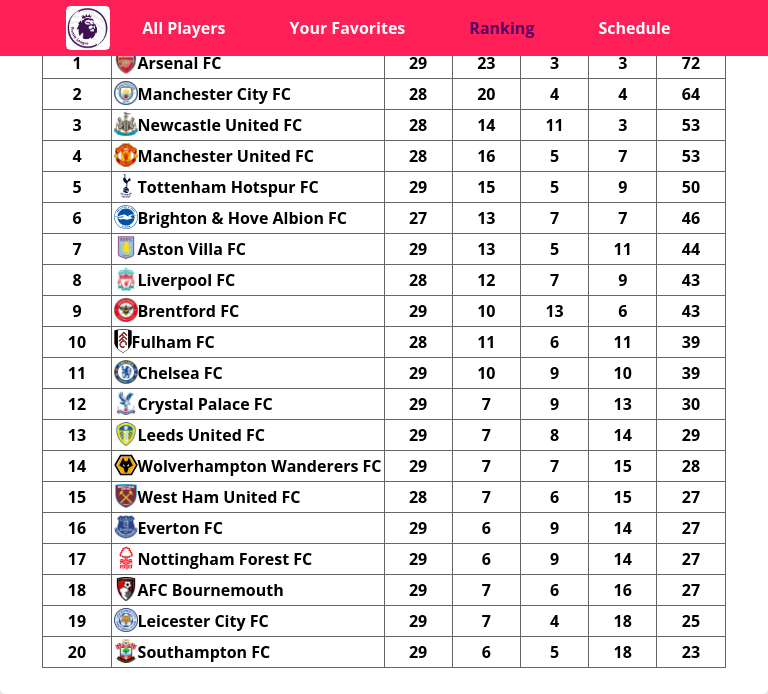 All Players Your Favorites Ranking Schedule
1 Arsenal FC 29 23 3 3 72
2 Manchester City FC 28 20 4 4 64
3 Newcastle United FC 28 14 11 3 53
4 Manchester United FC 28 16 5 7 53
5 Tottenham Hotspur FC 29 15 5 9 50
6 Brighton & Hove Albion FC 27 13 7 7 46
7 Aston Villa FC 29 13 5 11 44
8 Liverpool FC 28 12 7 9 43
9 Brentford FC 29 10 13 6 43
10 Fulham FC 28 11 6 11 39
11 Chelsea FC 29 10 9 10 39
12 Crystal Palace FC 29 7 9 13 30
13 Leeds United FC 29 7 8 14 29
14 Wolverhampton Wanderers FC 29 7 7 15 28
15 West Ham United FC 28 7 6 15 27
16 Everton FC 29 6 9 14 27
17 Nottingham Forest FC 29 6 9 14 27
18 AFC Bournemouth 29 7 6 16 27
19 Leicester City FC 29 7 4 18 25
20 Southampton FC 29 6 5 18 23